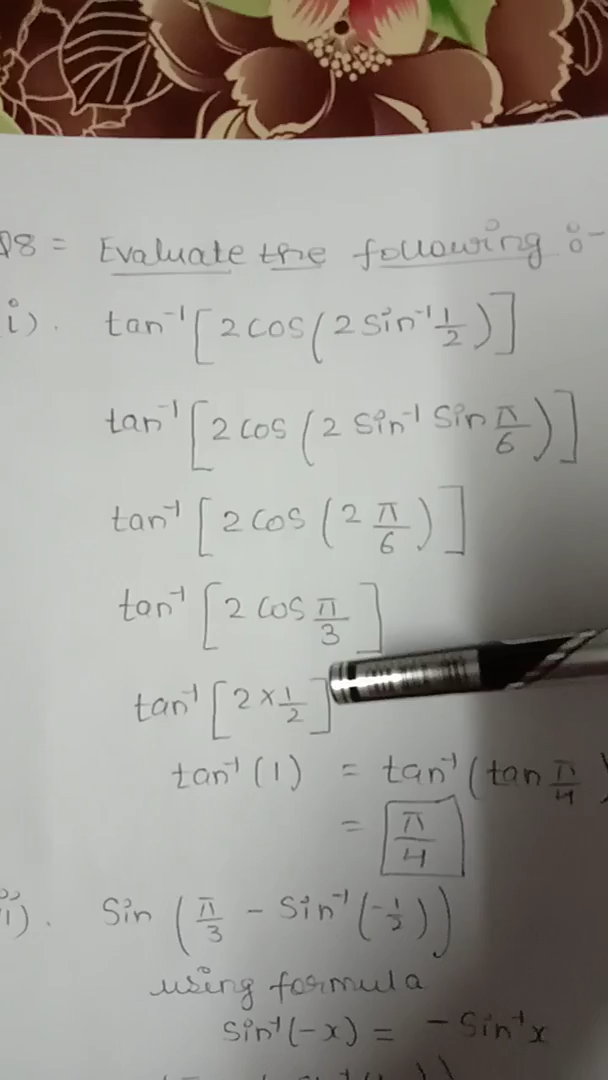 Q8 = Evaluate the following :-
i). tan⁻¹[2cos(2sin⁻¹ 1/2)]
tan⁻¹[2cos(2 sin⁻¹ sin π/6)]
tan⁻¹[2cos(2 π/6)]
tan⁻¹[2 cos π/3]
tan⁻¹[2×1/2]
tan⁻¹(1) = tan⁻¹(tan π/4)
= π/4
ii). Sin (π/3 - Sin⁻¹(-1/2))
using formula
Sin⁻¹(-x) = - Sin⁻¹x